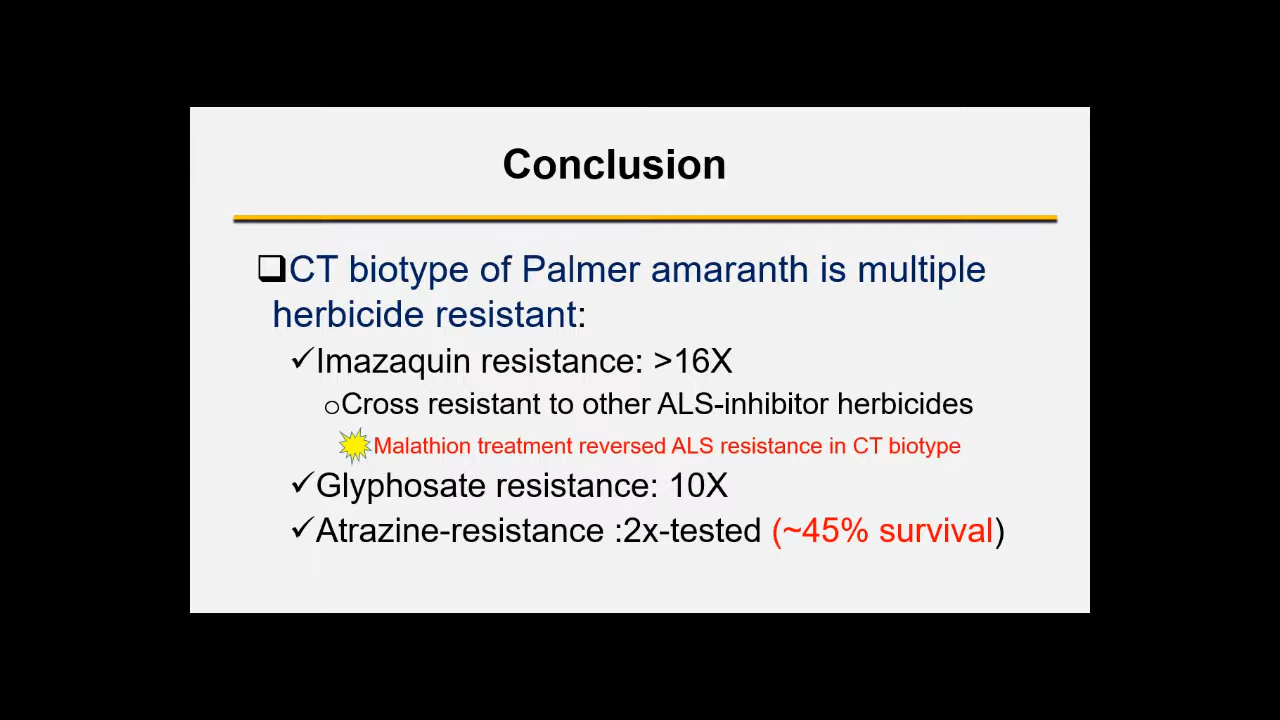 Conclusion
❑CT biotype of Palmer amaranth is multiple
herbicide resistant:
✓Imazaquin resistance: >16X
oCross resistant to other ALS-inhibitor herbicides
Malathion treatment reversed ALS resistance in CT biotype
✓Glyphosate resistance: 10X
✓Atrazine-resistance :2x-tested (~45% survival)